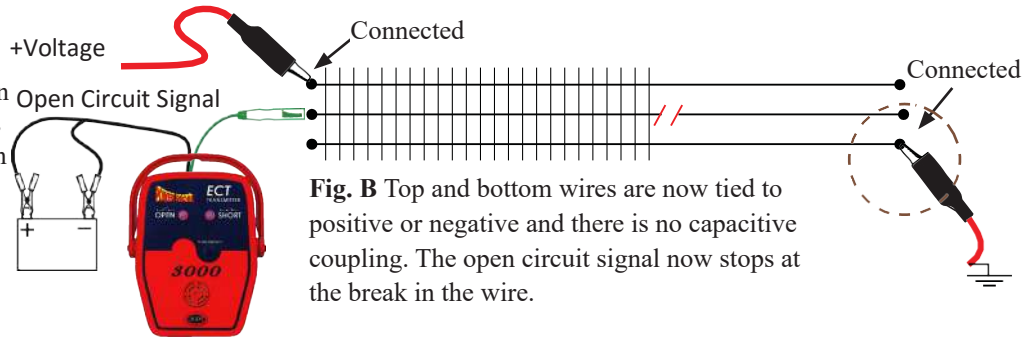 Connected
+Voltage
Connected
Open Circuit Signal
ECT
TRANSMITTER
OPEN
SHORT
+
-
3000
Fig. B Top and bottom wires are now tied to
positive or negative and there is no capacitive
coupling. The open circuit signal now stops at
the break in the wire.